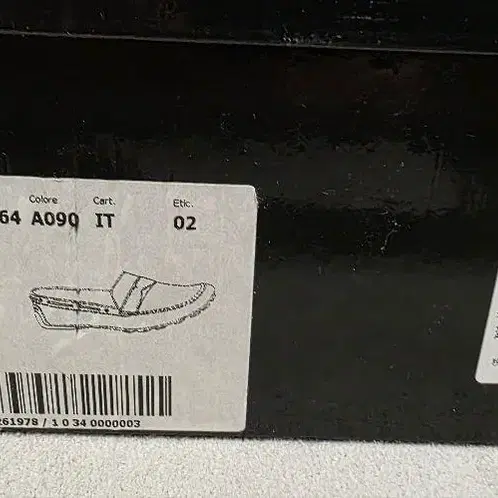 Colore Cart. Etic.
64 A090 IT 02
261978 / 1 0 34 0000003